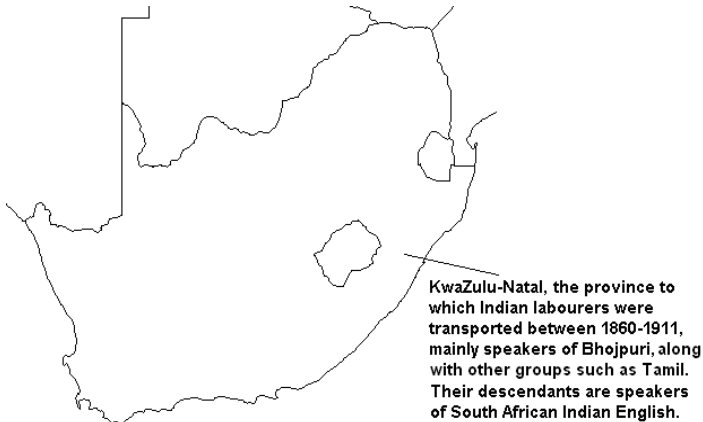 KwaZulu-Natal, the province to
which Indian labourers were
transported between 1860-1911,
mainly speakers of Bhojpuri, along
with other groups such as Tamil.
Their descendants are speakers
of South African Indian English.